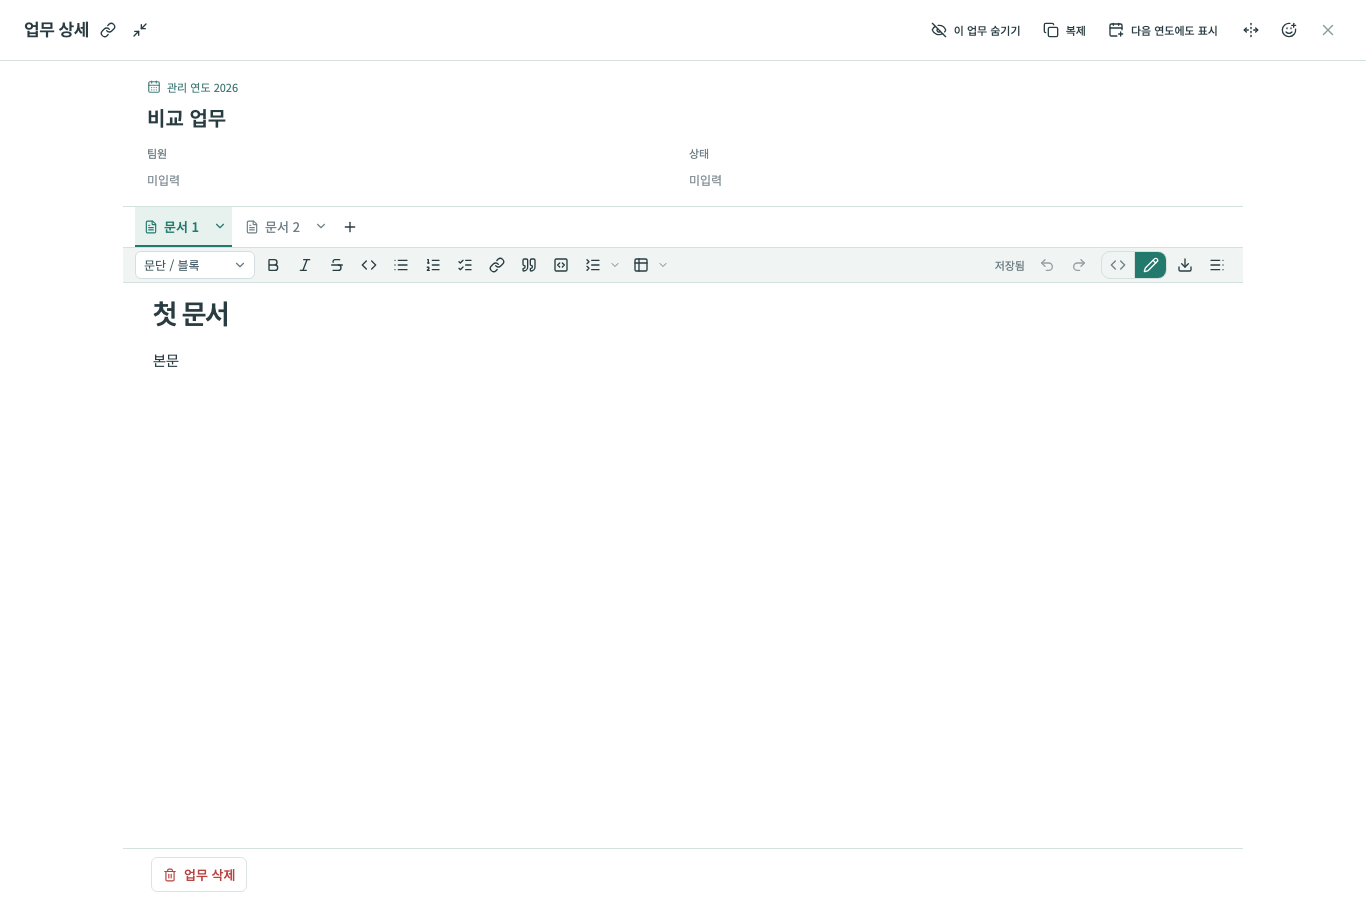 업무 상세
이 업무 숨기기 복제 다음 연도에도 표시
관리 연도 2026
비교 업무
팀원 상태
미입력 미입력
문서 1 문서 2
문단 / 블록 저장됨
첫 문서
본문
업무 삭제